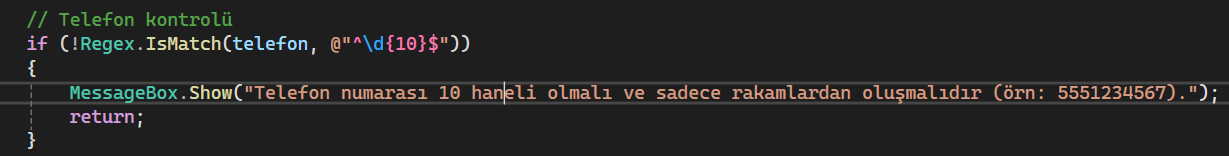 // Telefon kontrolü
if (!Regex.IsMatch(telefon, @"^\d{10}$"))
{
MessageBox.Show("Telefon numarası 10 haneli olmalı ve sadece rakamlardan oluşmalıdır (örn: 5551234567).");
return;
}